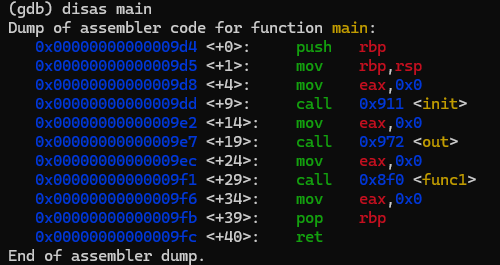 (gdb) disas main
Dump of assembler code for function main:
   0x00000000000009d4 <+0>:     push   rbp
   0x00000000000009d5 <+1>:     mov    rbp,rsp
   0x00000000000009d8 <+4>:     mov    eax,0x0
   0x00000000000009dd <+9>:     call   0x911 <init>
   0x00000000000009e2 <+14>:    mov    eax,0x0
   0x00000000000009e7 <+19>:    call   0x972 <out>
   0x00000000000009ec <+24>:    mov    eax,0x0
   0x00000000000009f1 <+29>:    call   0x8f0 <func1>
   0x00000000000009f6 <+34>:    mov    eax,0x0
   0x00000000000009fb <+39>:    pop    rbp
   0x00000000000009fc <+40>:    ret
End of assembler dump.